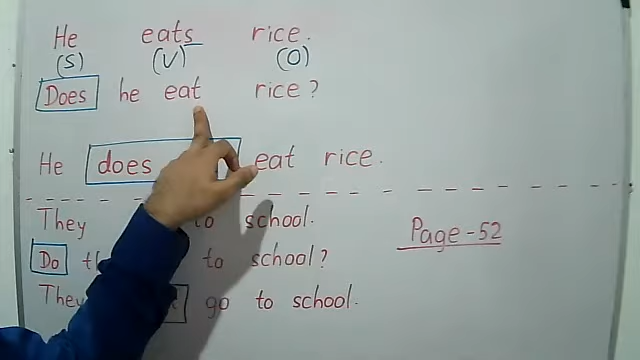 He eats rice.
(S) (V) (O)
Does he eat rice?
He does eat rice.
They to school.
Page-52
Do to school?
They go to school.